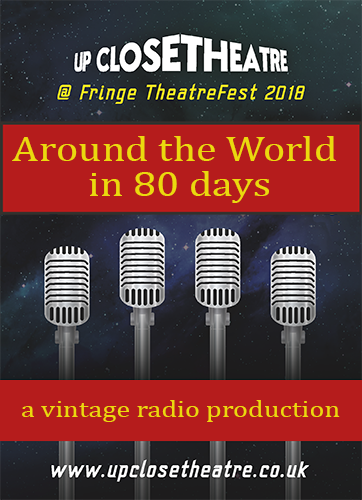 UP CLOSETHEATRE
@ Fringe TheatreFest 2018
Around the World
in 80 days
a vintage radio production
www.upclosetheatre.co.uk